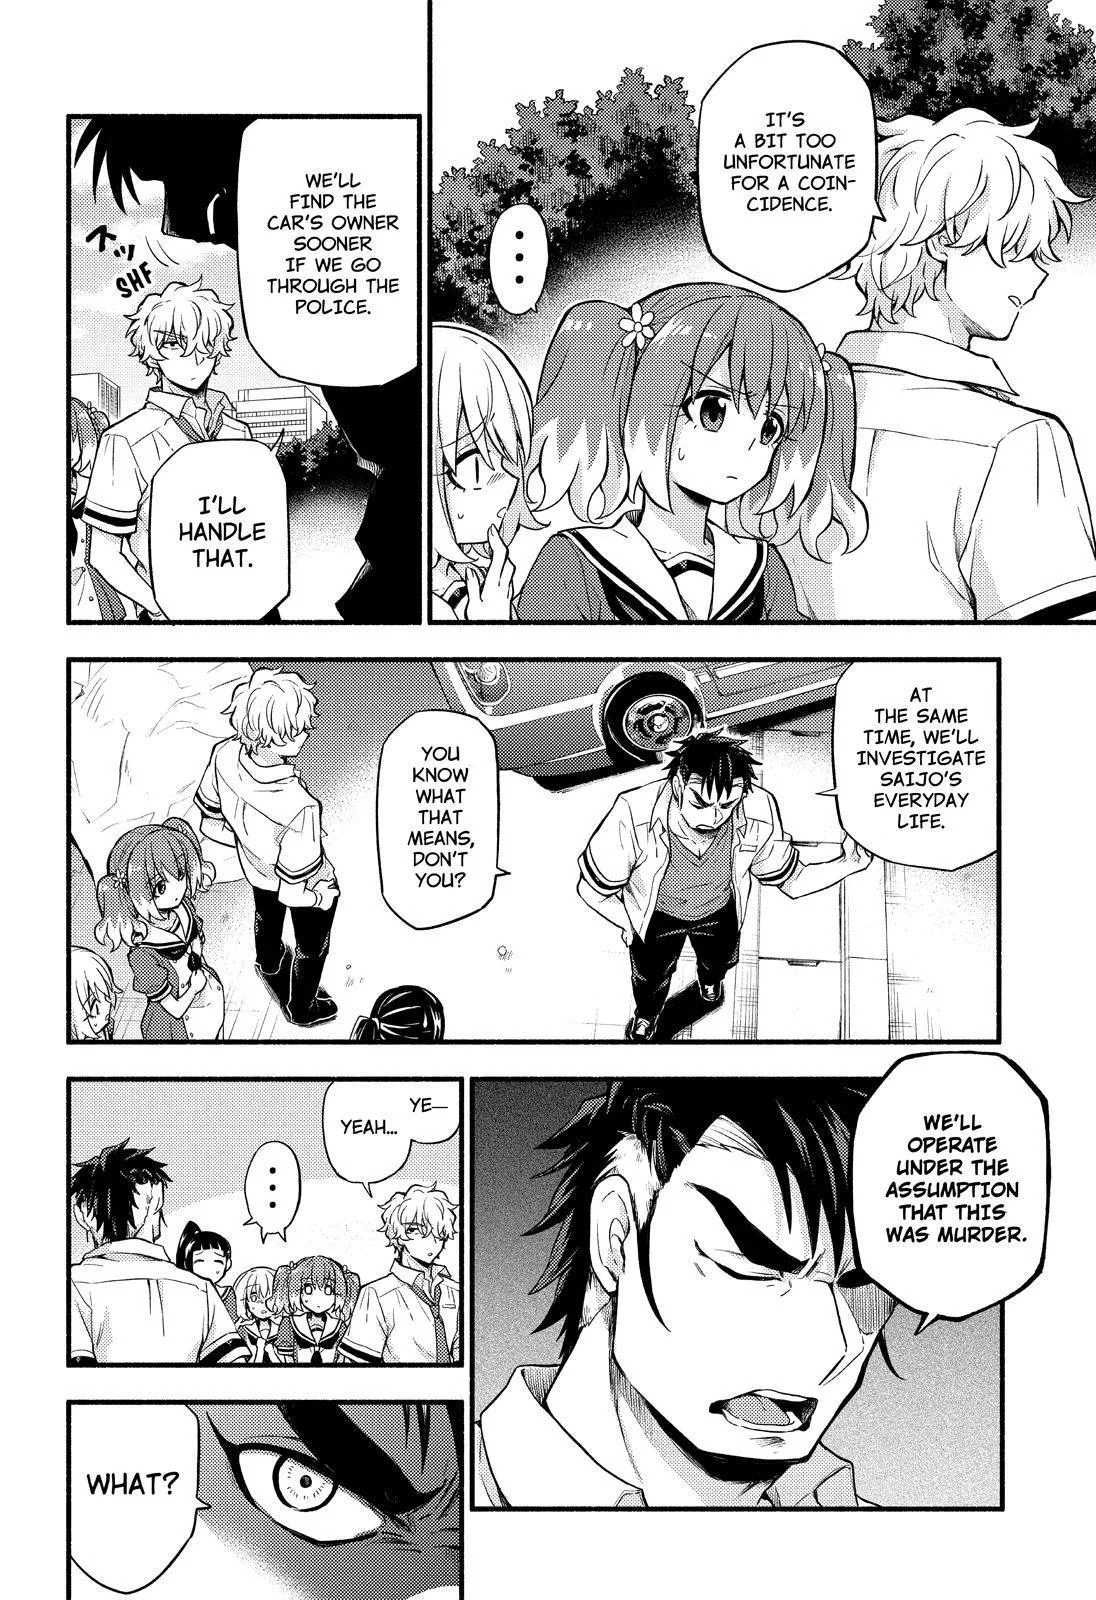 IT'S
A BIT TOO
UNFORTUNATE
FOR A COIN-
CIDENCE.
...
WE'LL
FIND THE
CAR'S OWNER
SOONER
IF WE GO
THROUGH THE
POLICE.
スッ
SHF
I'LL
HANDLE
THAT.
AT
THE SAME
TIME, WE'LL
INVESTIGATE
SAIJO'S
EVERYDAY
LIFE.
YOU
KNOW
WHAT
THAT
MEANS,
DON'T
YOU?
WE'LL
OPERATE
UNDER THE
ASSUMPTION
THAT THIS
WAS MURDER.
YE—
YEAH...
...
WHAT?